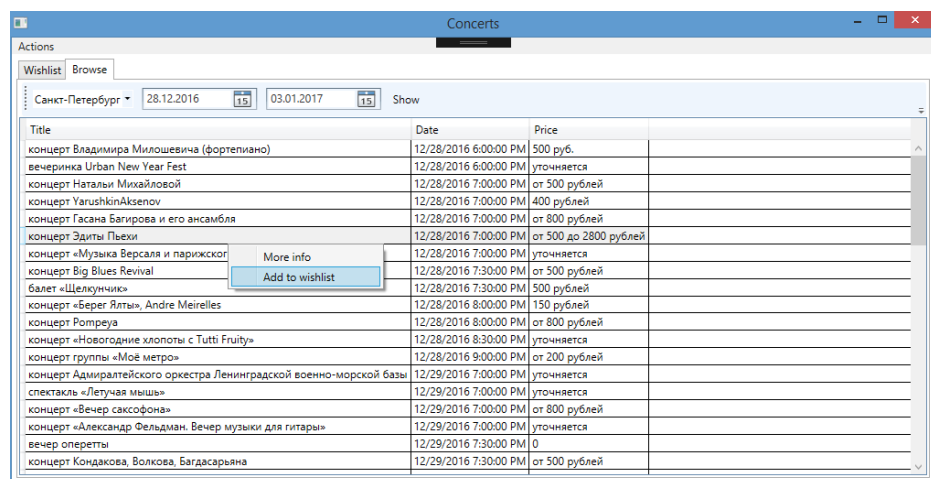 Concerts
Actions
Wishlist Browse
Санкт-Петербург 28.12.2016 15 03.01.2017 15 Show
Title Date Price
концерт Владимира Милошевича (фортепиано) 12/28/2016 6:00:00 PM 500 руб.
вечеринка Urban New Year Fest 12/28/2016 6:00:00 PM уточняется
концерт Натальи Михайловой 12/28/2016 7:00:00 PM от 500 рублей
концерт YarushkinAksenov 12/28/2016 7:00:00 PM 400 рублей
концерт Гасана Багирова и его ансамбля 12/28/2016 7:00:00 PM от 800 рублей
концерт Эдиты Пьехи 12/28/2016 7:00:00 PM от 500 до 2800 рублей
концерт «Музыка Версаля и парижског 12/28/2016 7:00:00 PM уточняется
More info
концерт Big Blues Revival 12/28/2016 7:30:00 PM от 500 рублей
Add to wishlist
балет «Щелкунчик» 12/28/2016 7:30:00 PM 500 рублей
концерт «Берег Ялты», Andre Meirelles 12/28/2016 8:00:00 PM 150 рублей
концерт Pompeya 12/28/2016 8:00:00 PM от 800 рублей
концерт «Новогодние хлопоты с Tutti Fruity» 12/28/2016 8:30:00 PM уточняется
концерт группы «Моё метро» 12/28/2016 9:00:00 PM от 200 рублей
концерт Адмиралтейского оркестра Ленинградской военно-морской базы 12/29/2016 7:00:00 PM уточняется
спектакль «Летучая мышь» 12/29/2016 7:00:00 PM уточняется
концерт «Вечер саксофона» 12/29/2016 7:00:00 PM от 800 рублей
концерт «Александр Фельдман. Вечер музыки для гитары» 12/29/2016 7:00:00 PM уточняется
вечер оперетты 12/29/2016 7:30:00 PM 0
концерт Кондакова, Волкова, Багдасарьяна 12/29/2016 7:30:00 PM от 500 рублей